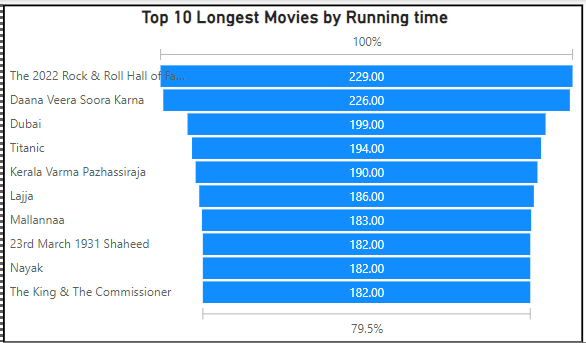 Top 10 Longest Movies by Running time
100%
The 2022 Rock & Roll Hall of Fa... 229.00
Daana Veera Soora Karna 226.00
Dubai 199.00
Titanic 194.00
Kerala Varma Pazhassiraja 190.00
Lajja 186.00
Mallannaa 183.00
23rd March 1931 Shaheed 182.00
Nayak 182.00
The King & The Commissioner 182.00
79.5%